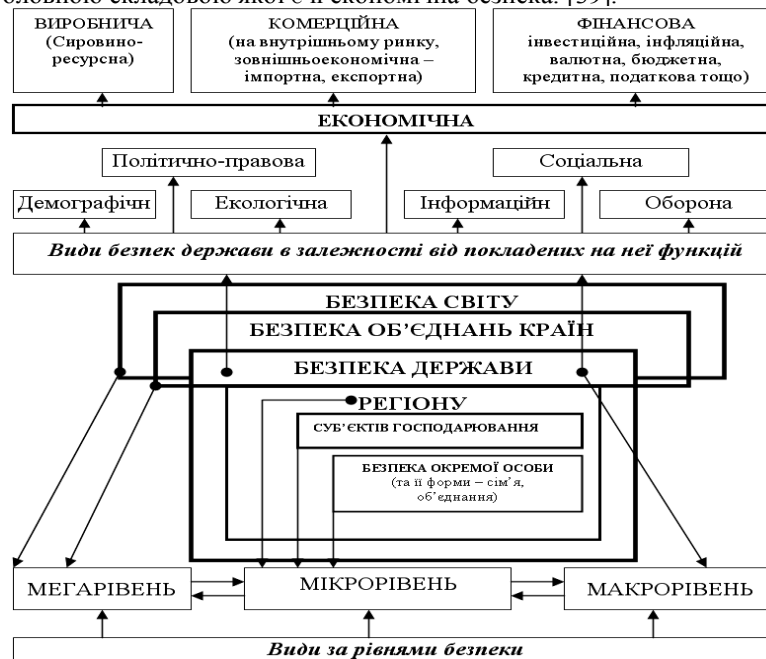 оловною складовою якої є її економічна безпека. [39].
ВИРОБНИЧА
(Сировино-
ресурсна)
КОМЕРЦІЙНА
(на внутрішньому ринку,
зовнішньоекономічна –
імпортна, експортна)
ФІНАНСОВА
інвестиційна, інфляційна,
валютна, бюджетна,
кредитна, податкова тощо)
ЕКОНОМІЧНА
Політично-правова
Соціальна
Демографічн
Екологічна
Інформаційн
Оборона
Види безпек держави в залежності від покладених на неї функцій
БЕЗПЕКА СВІТУ
БЕЗПЕКА ОБ’ЄДНАНЬ КРАЇН
БЕЗПЕКА ДЕРЖАВИ
РЕГІОНУ
СУБ’ЄКТІВ ГОСПОДАРЮВАННЯ
БЕЗПЕКА ОКРЕМОЇ ОСОБИ
(та її форми – сім’я,
об’єднання)
МЕГАРІВЕНЬ
МІКРОРІВЕНЬ
МАКРОРІВЕНЬ
Види за рівнями безпеки